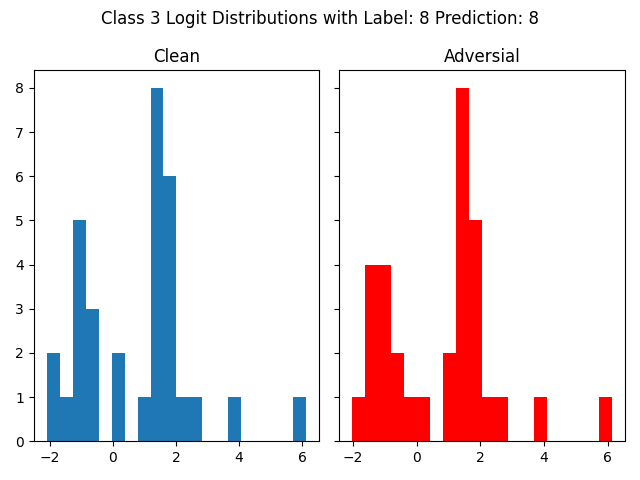 Class 3 Logit Distributions with Label: 8 Prediction: 8
Clean
Adversial
8
7
6
5
4
3
2
1
0
−2 0 2 4 6
−2 0 2 4 6